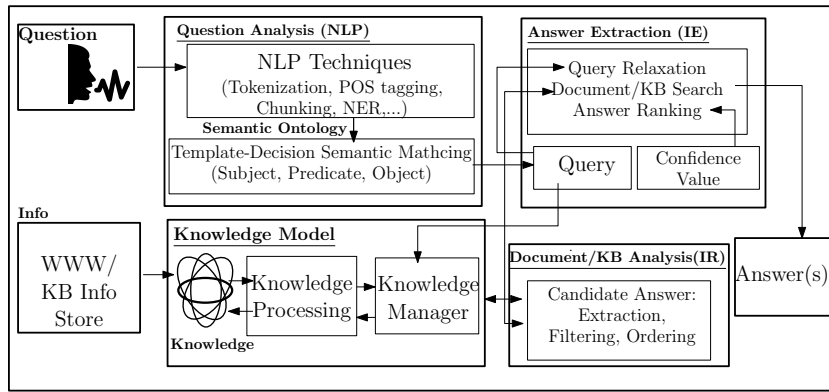 Question
Question Analysis (NLP)
NLP Techniques
(Tokenization, POS tagging,
Chunking, NER,...)
Semantic Ontology
Template-Decision Semantic Mathcing
(Subject, Predicate, Object)
Answer Extraction (IE)
Query Relaxation
Document/KB Search
Answer Ranking
Query
Confidence
Value
Info
WWW/
KB Info
Store
Knowledge Model
Knowledge
Processing
Knowledge
Manager
Knowledge
Document/KB Analysis(IR)
Candidate Answer:
Extraction,
Filtering, Ordering
Answer(s)